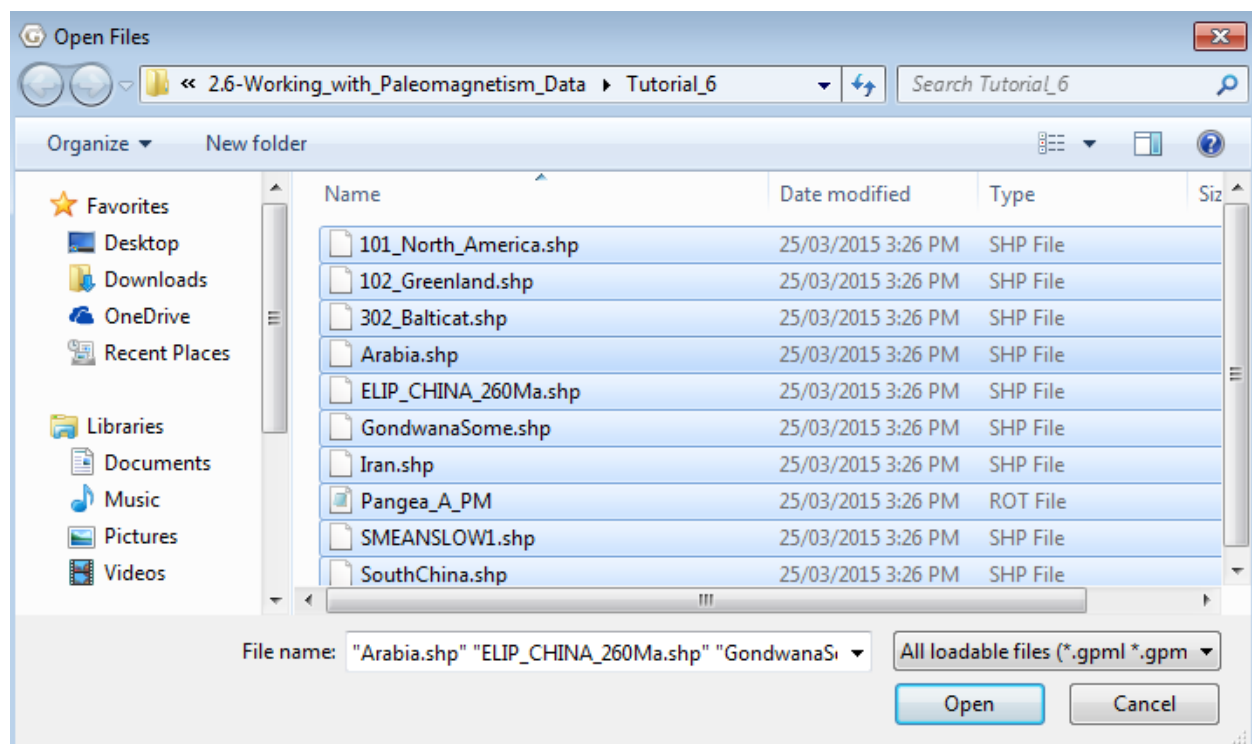 Open Files
« 2.6-Working_with_Paleomagnetism_Data ▸ Tutorial_6
Search Tutorial_6
Organize ▾ New folder
Name Date modified Type Siz
Favorites
Desktop
Downloads
OneDrive
Recent Places
Libraries
Documents
Music
Pictures
Videos
101_North_America.shp 25/03/2015 3:26 PM SHP File
102_Greenland.shp 25/03/2015 3:26 PM SHP File
302_Balticat.shp 25/03/2015 3:26 PM SHP File
Arabia.shp 25/03/2015 3:26 PM SHP File
ELIP_CHINA_260Ma.shp 25/03/2015 3:26 PM SHP File
GondwanaSome.shp 25/03/2015 3:26 PM SHP File
Iran.shp 25/03/2015 3:26 PM SHP File
Pangea_A_PM 25/03/2015 3:26 PM ROT File
SMEANSLOW1.shp 25/03/2015 3:26 PM SHP File
SouthChina.shp 25/03/2015 3:26 PM SHP File
File name: "Arabia.shp" "ELIP_CHINA_260Ma.shp" "GondwanaS
All loadable files (*.gpml *.gpm
Open Cancel